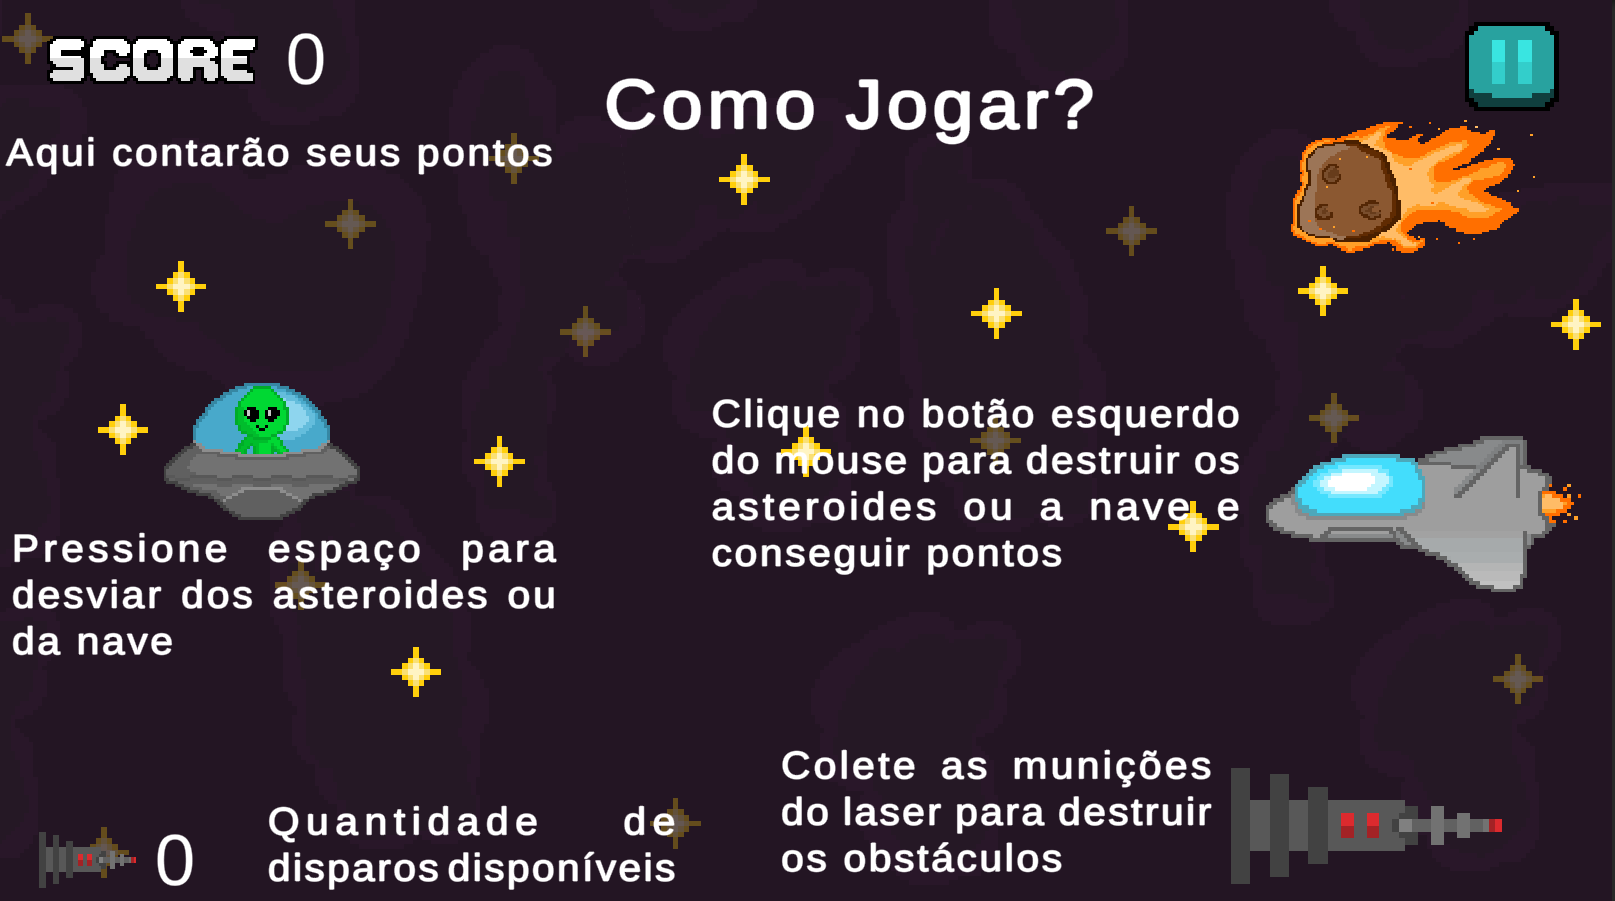 SCORE 0
Como Jogar?
Aqui contarão seus pontos
Clique no botão esquerdo
do mouse para destruir os
asteroides ou a nave e
conseguir pontos
Pressione espaço para
desviar dos asteroides ou
da nave
Colete as munições
do laser para destruir
os obstáculos
0
Quantidade de
disparos disponíveis